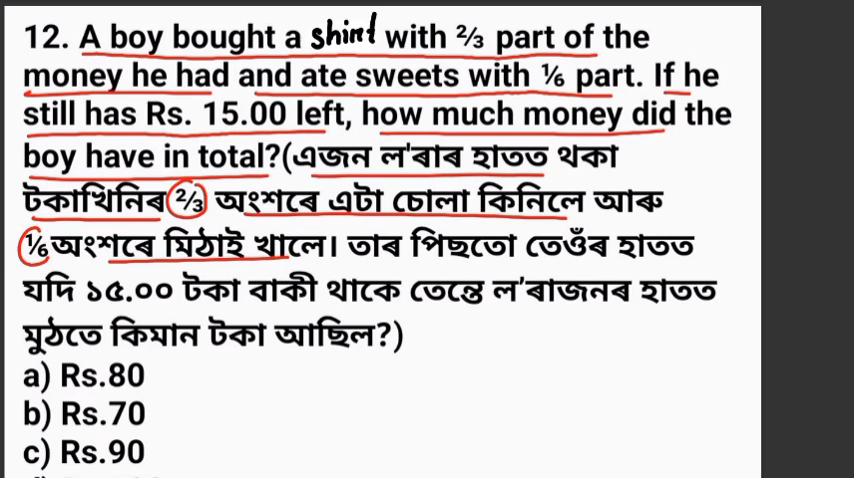 12. A boy bought a shirt with ⅔ part of the
money he had and ate sweets with ⅙ part. If he
still has Rs. 15.00 left, how much money did the
boy have in total?(এজন ল'ৰাৰ হাতত থকা
টকাখিনিৰ ⅔ অংশৰে এটা চোলা কিনিলে আৰু
⅙ অংশৰে মিঠাই খালে। তাৰ পিছতো তেওঁৰ হাতত
যদি ১৫.০০ টকা বাকী থাকে তেন্তে ল'ৰাজনৰ হাতত
মুঠতে কিমান টকা আছিল?)
a) Rs.80
b) Rs.70
c) Rs.90